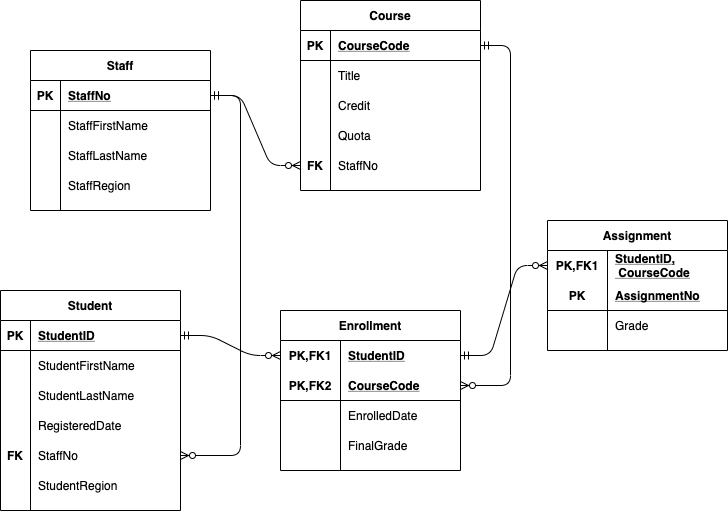 Course
PK CourseCode
Title
Credit
Quota
FK StaffNo
Staff
PK StaffNo
StaffFirstName
StaffLastName
StaffRegion
Assignment
PK,FK1 StudentID,
CourseCode
PK AssignmentNo
Grade
Student
PK StudentID
StudentFirstName
StudentLastName
RegisteredDate
FK StaffNo
StudentRegion
Enrollment
PK,FK1 StudentID
PK,FK2 CourseCode
EnrolledDate
FinalGrade